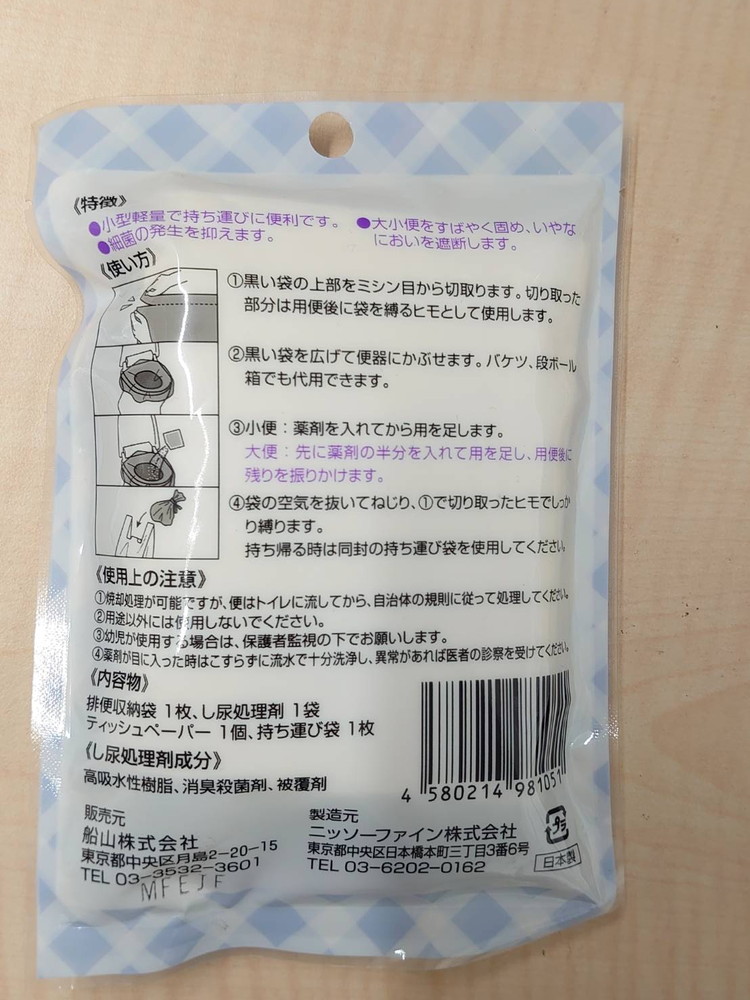 《特徴》
●小型軽量で持ち運びに便利です。
●細菌の発生を抑えます。
●大小便をすばやく固め、いやな
においを遮断します。
《使い方》
①黒い袋の上部をミシン目から切取ります。切り取った
部分は用便後に袋を縛るヒモとして使用します。
②黒い袋を広げて便器にかぶせます。バケツ、段ボール
箱でも代用できます。
③小便：薬剤を入れてから用を足します。
大便：先に薬剤の半分を入れて用を足し、用便後に
残りを振りかけます。
④袋の空気を抜いてねじり、①で切り取ったヒモでしっか
り縛ります。
持ち帰る時は同封の持ち運び袋を使用してください。
《使用上の注意》
①焼却処理が可能ですが、便はトイレに流してから、自治体の規則に従って処理してください。
②用途以外には使用しないでください。
③幼児が使用する場合は、保護者監視の下でお願いします。
④薬剤が目に入った時はこすらずに流水で十分洗浄し、異常があれば医者の診察を受けてください。
《内容物》
排便収納袋 1枚、し尿処理剤 1袋
ティッシュペーパー 1個、持ち運び袋 1枚
《し尿処理剤成分》
高吸水性樹脂、消臭殺菌剤、被覆剤
4 580214 981051
販売元
船山株式会社
東京都中央区月島2-20-15
TEL 03-3532-3601
MFEJF
製造元
ニッソーファイン株式会社
東京都中央区日本橋本町三丁目3番6号
TEL 03-6202-0162
プラ
日本製